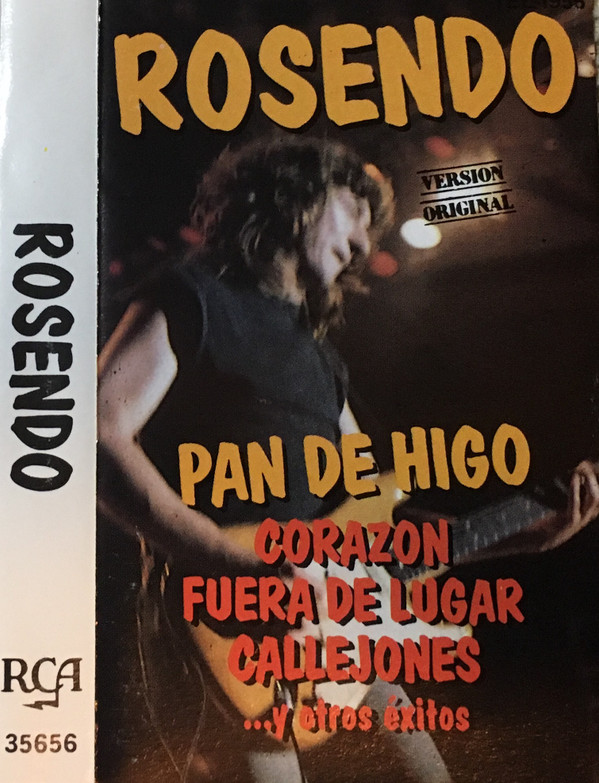 ROSENDO
VERSION
ORIGINAL
PAN DE HIGO
CORAZON
FUERA DE LUGAR
CALLEJONES
...y otros éxitos
ROSENDO
RCA
35656